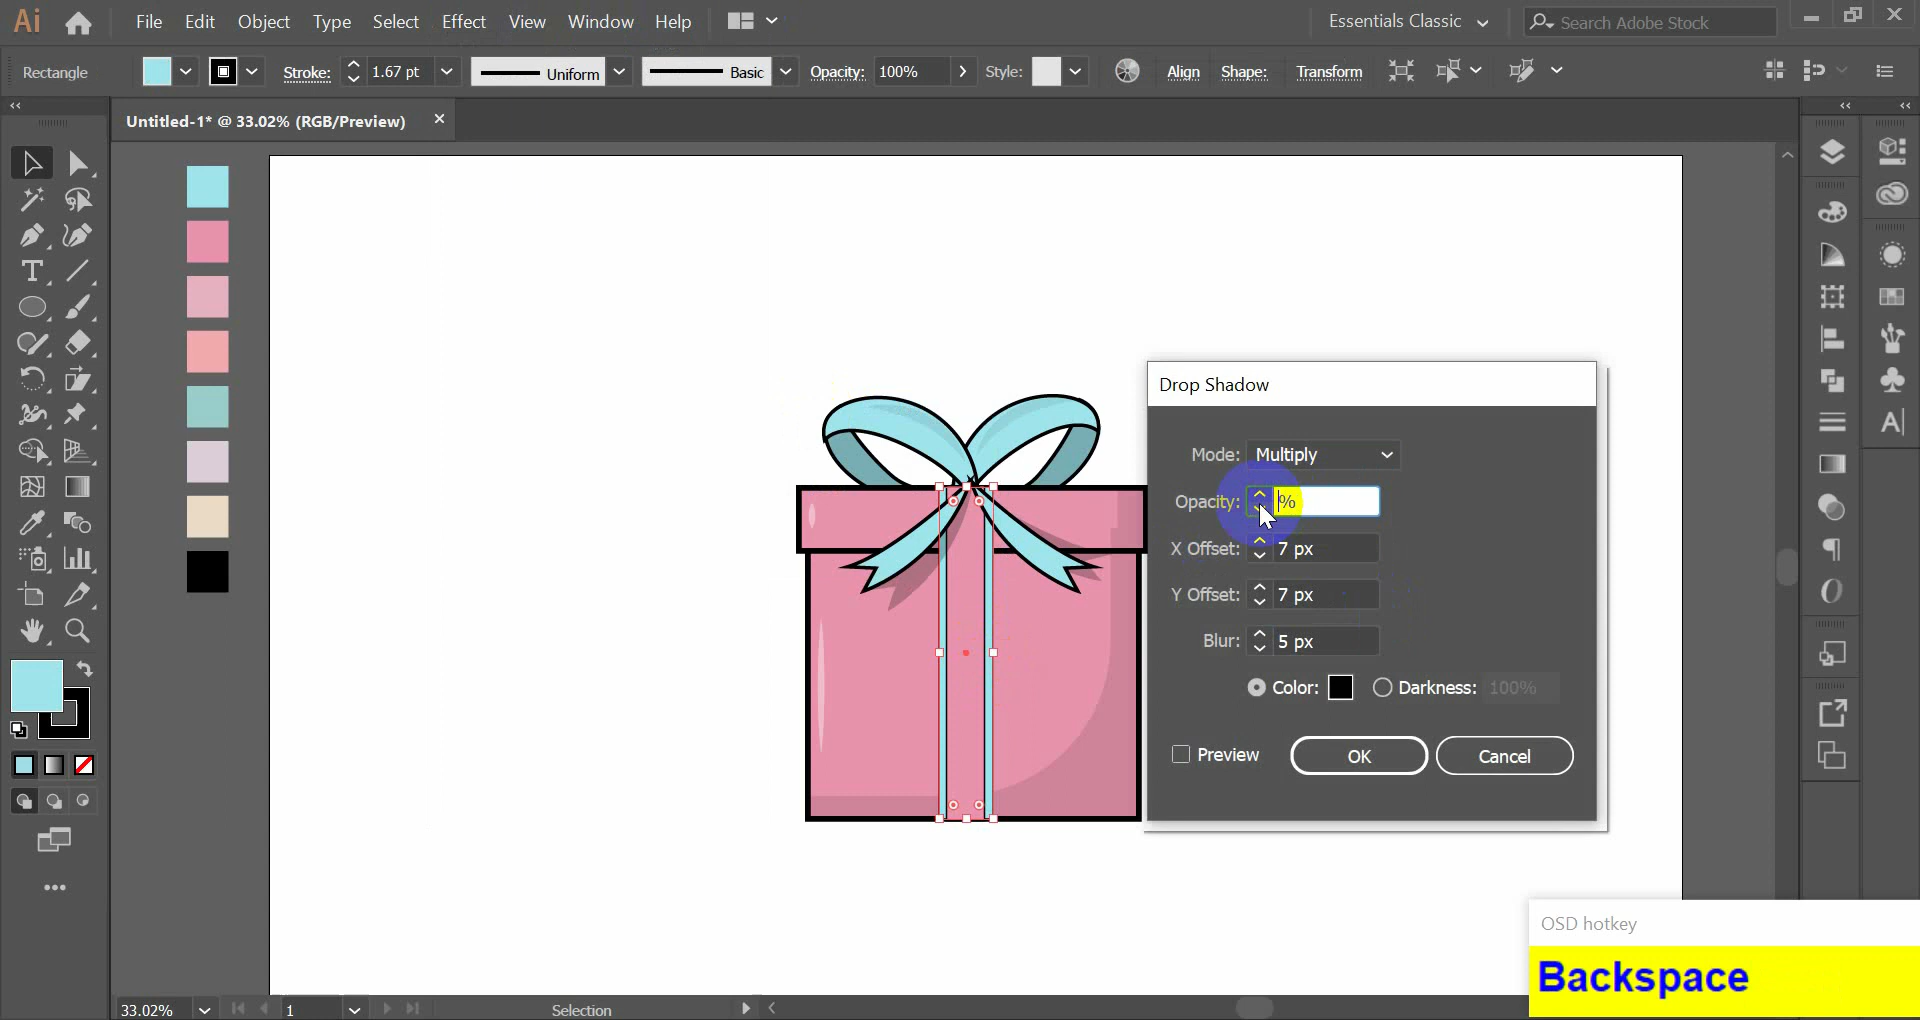 Ai File Edit Object Type Select Effect View Window Help Essentials Classic Search Adobe Stock
Rectangle Stroke: 1.67 pt Uniform Basic Opacity: 100% Style: Align Shape: Transform
Untitled-1* @ 33.02% (RGB/Preview)
Drop Shadow
Mode: Multiply
Opacity: %
X Offset: 7 px
Y Offset: 7 px
Blur: 5 px
Color: Darkness: 100%
Preview OK Cancel
OSD hotkey
Backspace
33.02% 1 Selection